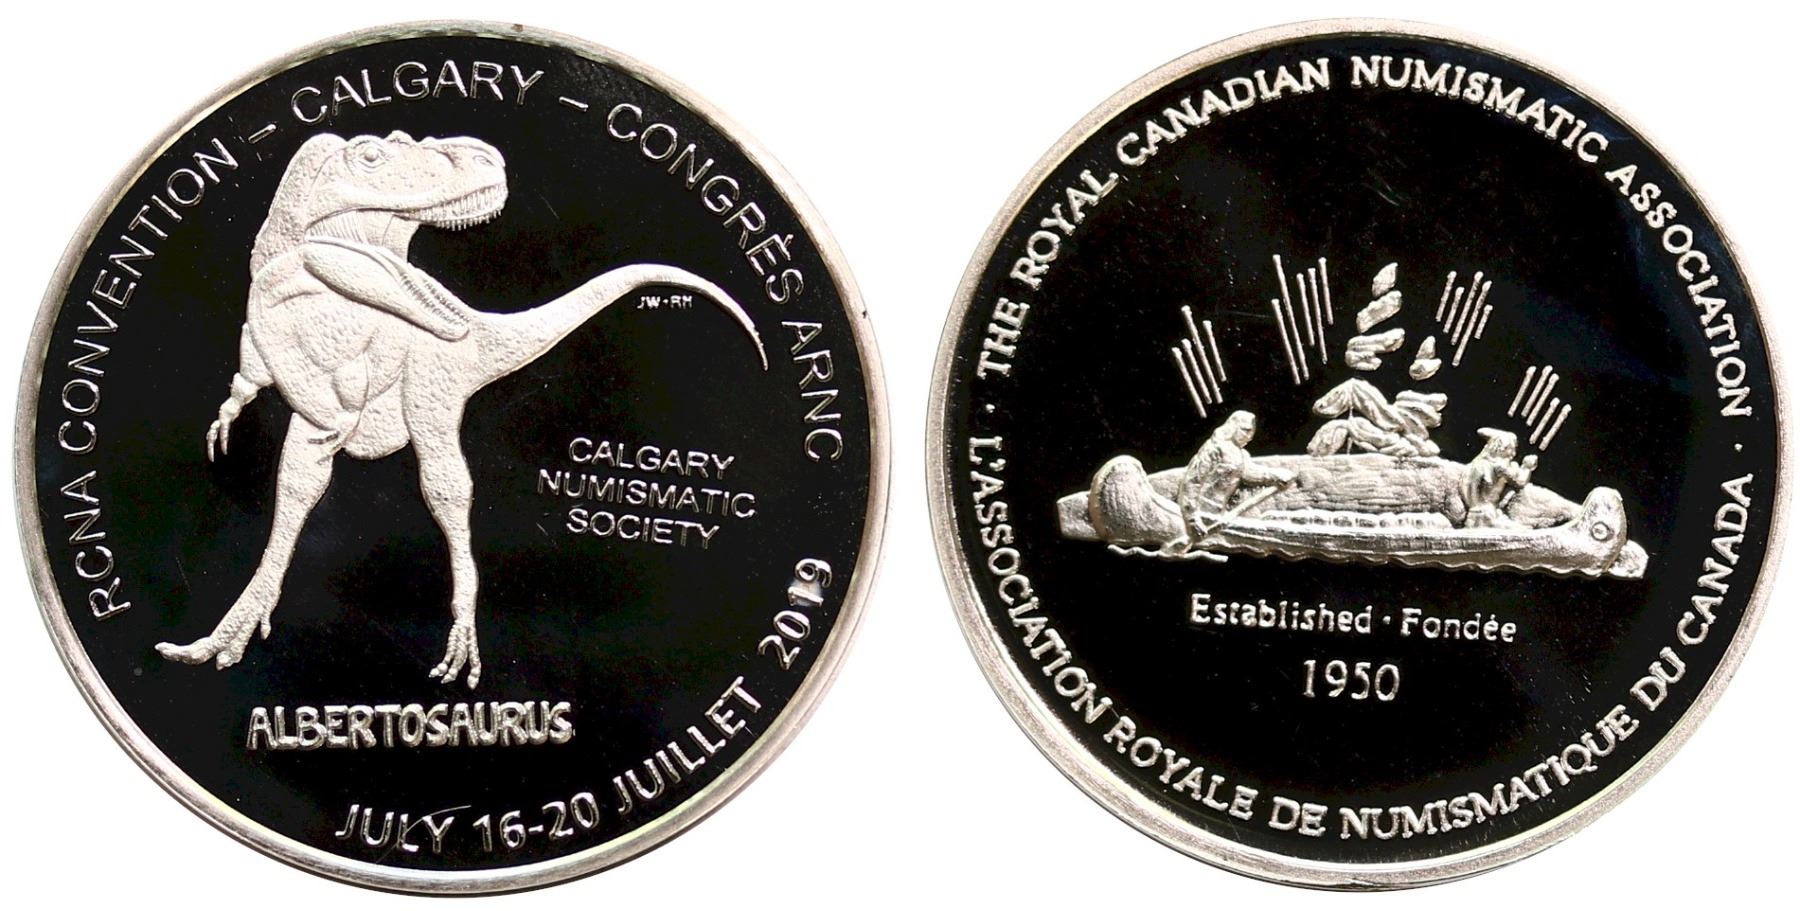 RCNA CONVENTION – CALGARY – CONGRÈS ARNC
JW•RH
CALGARY
NUMISMATIC
SOCIETY
ALBERTOSAURUS
JULY 16-20 JUILLET 2019
· THE ROYAL CANADIAN NUMISMATIC ASSOCIATION ·
L'ASSOCIATION ROYALE DE NUMISMATIQUE DU CANADA
Established · Fondée
1950